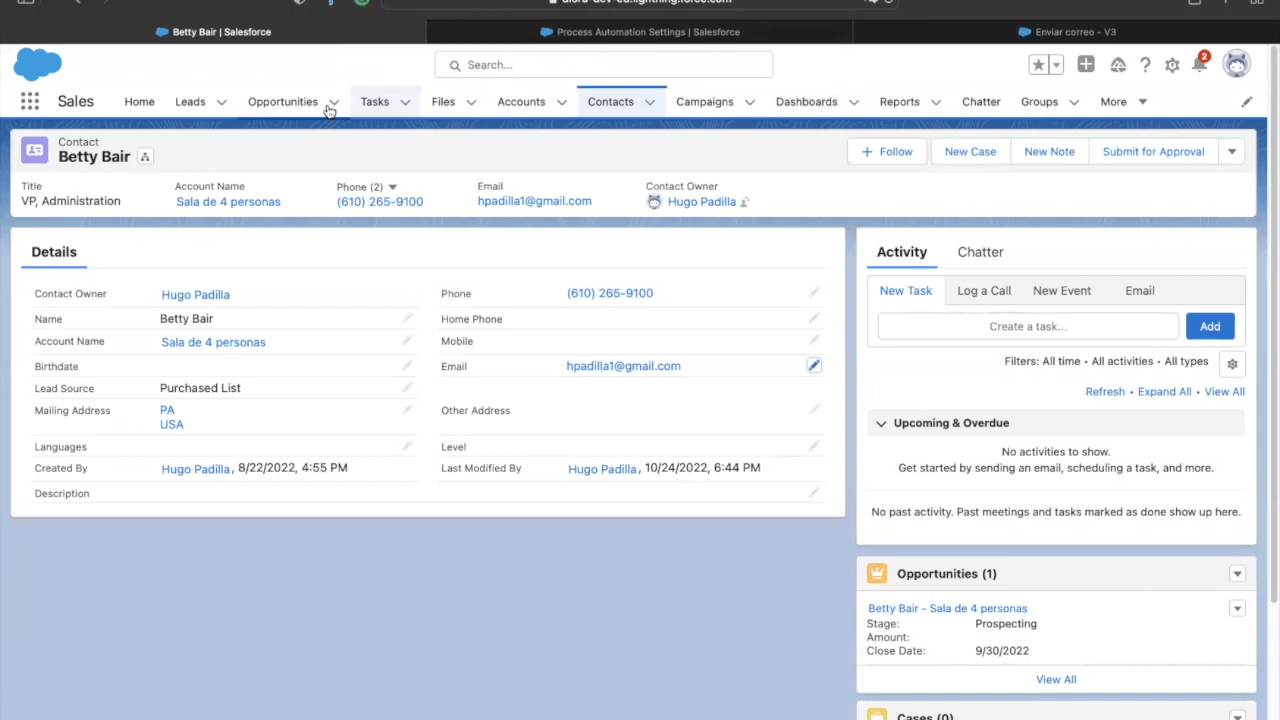 Betty Bair | Salesforce
Process Automation Settings | Salesforce
Enviar correo - V3
Search...
2
Sales
Home
Leads
Opportunities
Tasks
Files
Accounts
Contacts
Campaigns
Dashboards
Reports
Chatter
Groups
More
Contact
Betty Bair
Follow
New Case
New Note
Submit for Approval
Title
VP, Administration
Account Name
Sala de 4 personas
Phone (2)
(610) 265-9100
Email
hpadilla1@gmail.com
Contact Owner
Hugo Padilla
Details
Contact Owner
Hugo Padilla
Phone
(610) 265-9100
Name
Betty Bair
Home Phone
Account Name
Sala de 4 personas
Mobile
Birthdate
Email
hpadilla1@gmail.com
Lead Source
Purchased List
Mailing Address
PA
USA
Other Address
Languages
Level
Created By
Hugo Padilla, 8/22/2022, 4:55 PM
Last Modified By
Hugo Padilla, 10/24/2022, 6:44 PM
Description
Activity
Chatter
New Task
Log a Call
New Event
Email
Create a task...
Add
Filters: All time • All activities • All types
Refresh • Expand All • View All
Upcoming & Overdue
No activities to show.
Get started by sending an email, scheduling a task, and more.
No past activity. Past meetings and tasks marked as done show up here.
Opportunities (1)
Betty Bair - Sala de 4 personas
Stage:
Prospecting
Amount:
Close Date:
9/30/2022
View All
Cases (0)